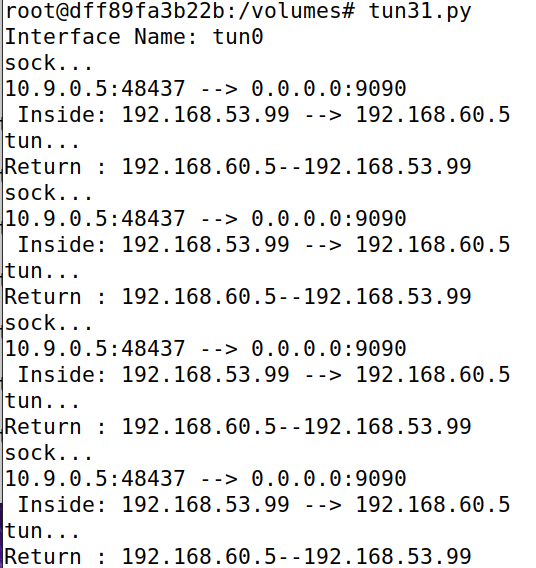 root@dff89fa3b22b:/volumes# tun31.py
Interface Name: tun0
sock...
10.9.0.5:48437 --> 0.0.0.0:9090
 Inside: 192.168.53.99 --> 192.168.60.5
tun...
Return : 192.168.60.5--192.168.53.99
sock...
10.9.0.5:48437 --> 0.0.0.0:9090
 Inside: 192.168.53.99 --> 192.168.60.5
tun...
Return : 192.168.60.5--192.168.53.99
sock...
10.9.0.5:48437 --> 0.0.0.0:9090
 Inside: 192.168.53.99 --> 192.168.60.5
tun...
Return : 192.168.60.5--192.168.53.99
sock...
10.9.0.5:48437 --> 0.0.0.0:9090
 Inside: 192.168.53.99 --> 192.168.60.5
tun...
Return : 192.168.60.5--192.168.53.99